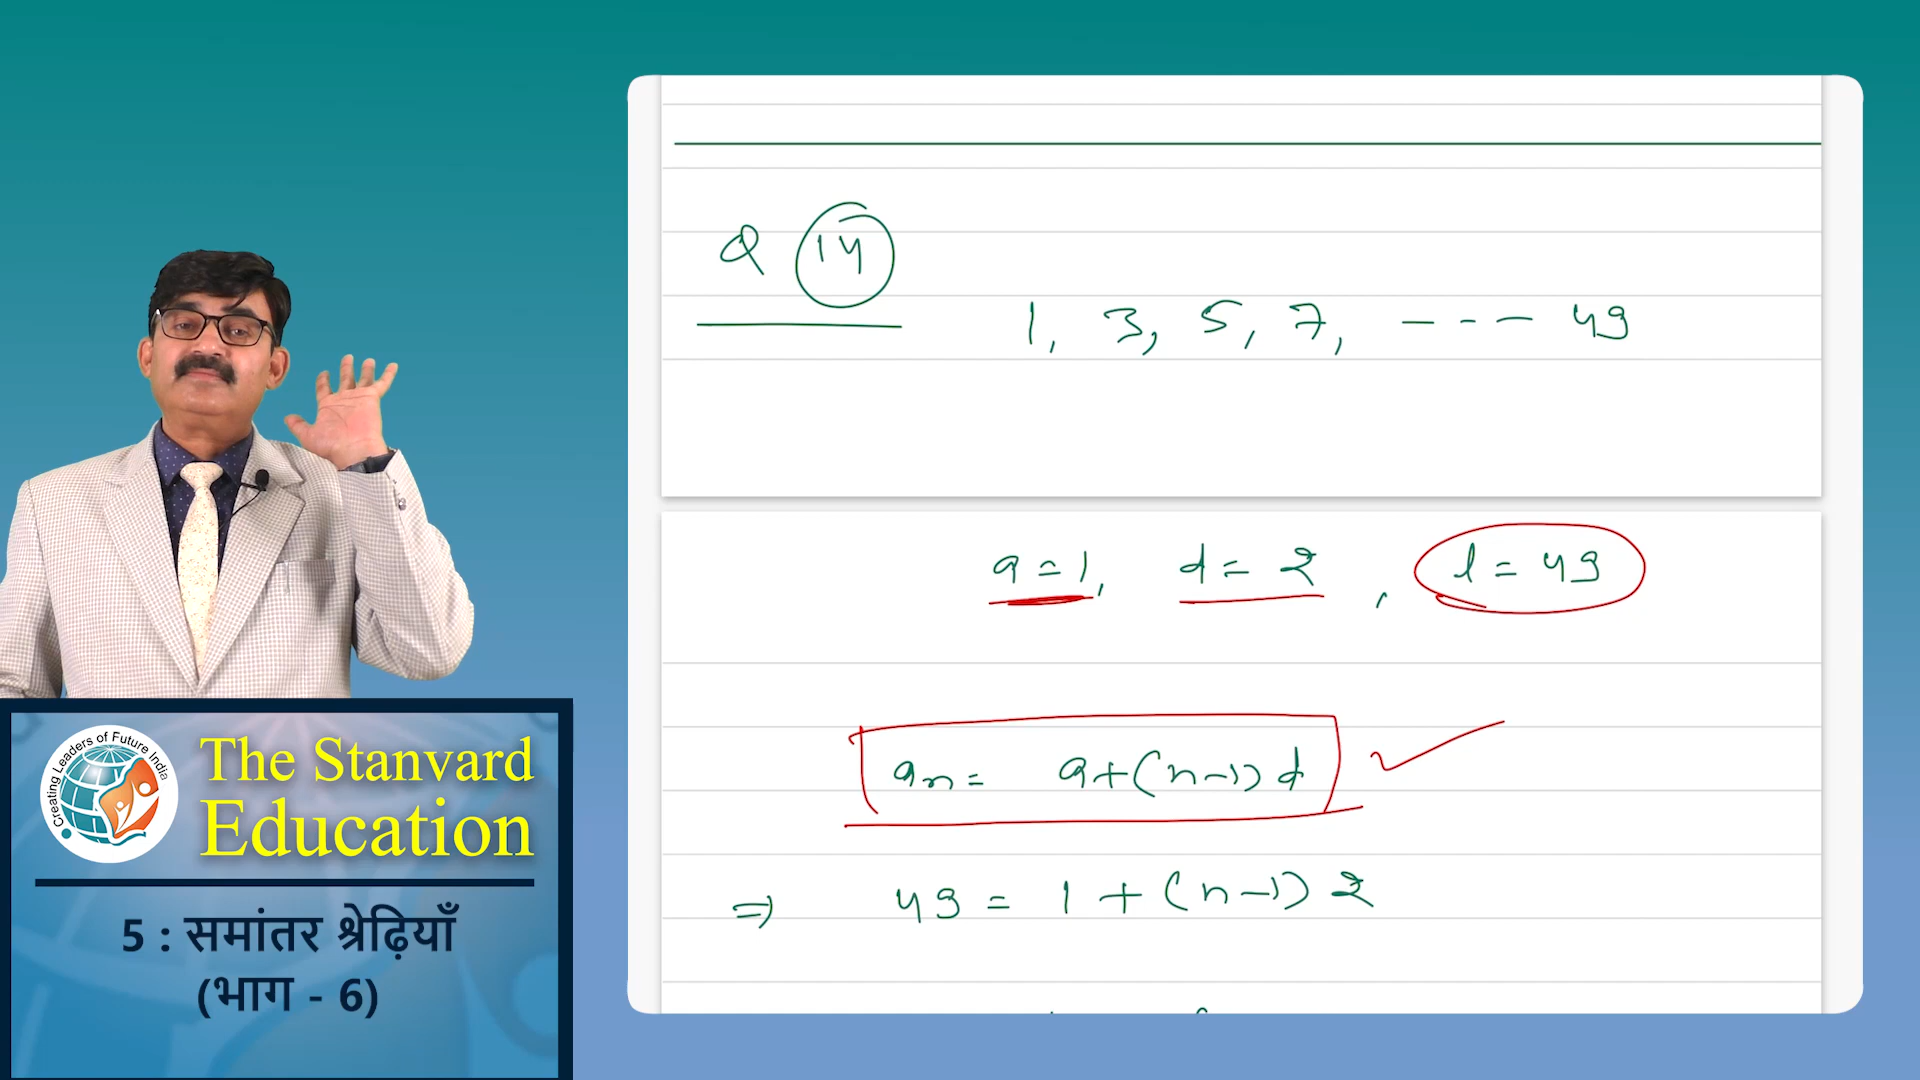 Q 14
1, 3, 5, 7, --- 49
a = 1, d = 2, l = 49
an = a + (n-1) d
⇒ 49 = 1 + (n-1) 2
Creating Leaders of Future India
The Stanvard
Education
5 : समांतर श्रेढ़ियाँ
(भाग - 6)